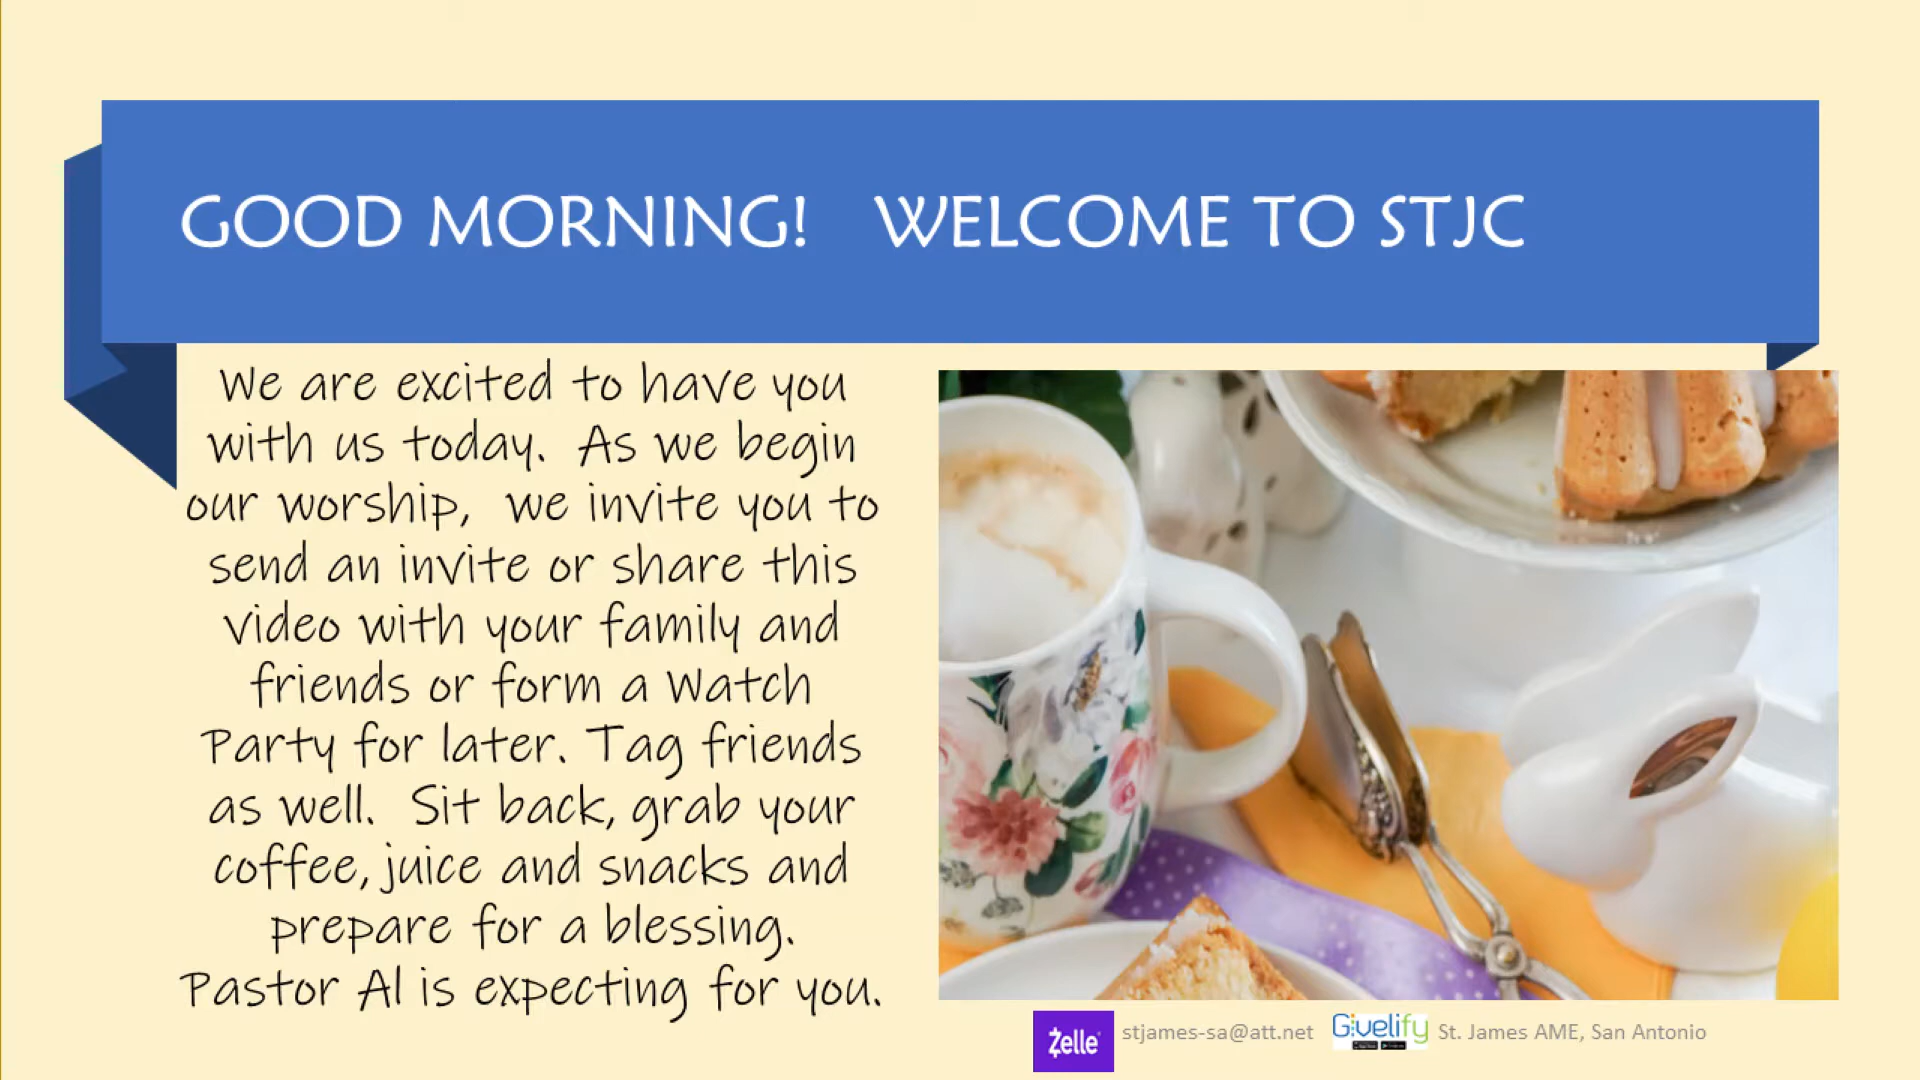 GOOD MORNING!   WELCOME TO STJC
We are excited to have you
with us today.  As we begin
our worship,  we invite you to
send an invite or share this
video with your family and
friends or form a Watch
Party for later. Tag friends
as well.  Sit back, grab your
coffee, juice and snacks and
prepare for a blessing.
Pastor Al is expecting for you.
Zelle stjames-sa@att.net Givelify St. James AME, San Antonio